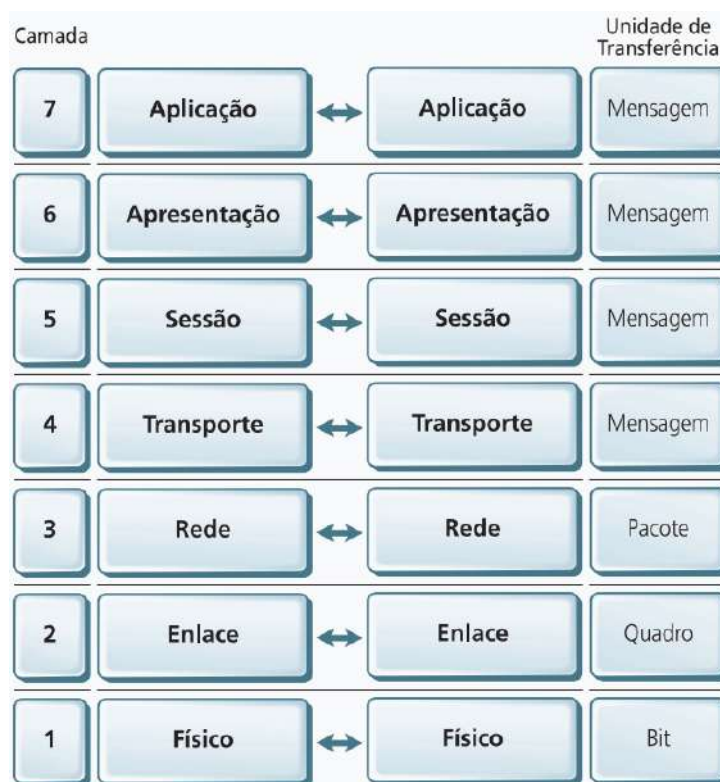 Camada
Unidade de
Transferência
7 Aplicação Aplicação Mensagem
6 Apresentação Apresentação Mensagem
5 Sessão Sessão Mensagem
4 Transporte Transporte Mensagem
3 Rede Rede Pacote
2 Enlace Enlace Quadro
1 Físico Físico Bit